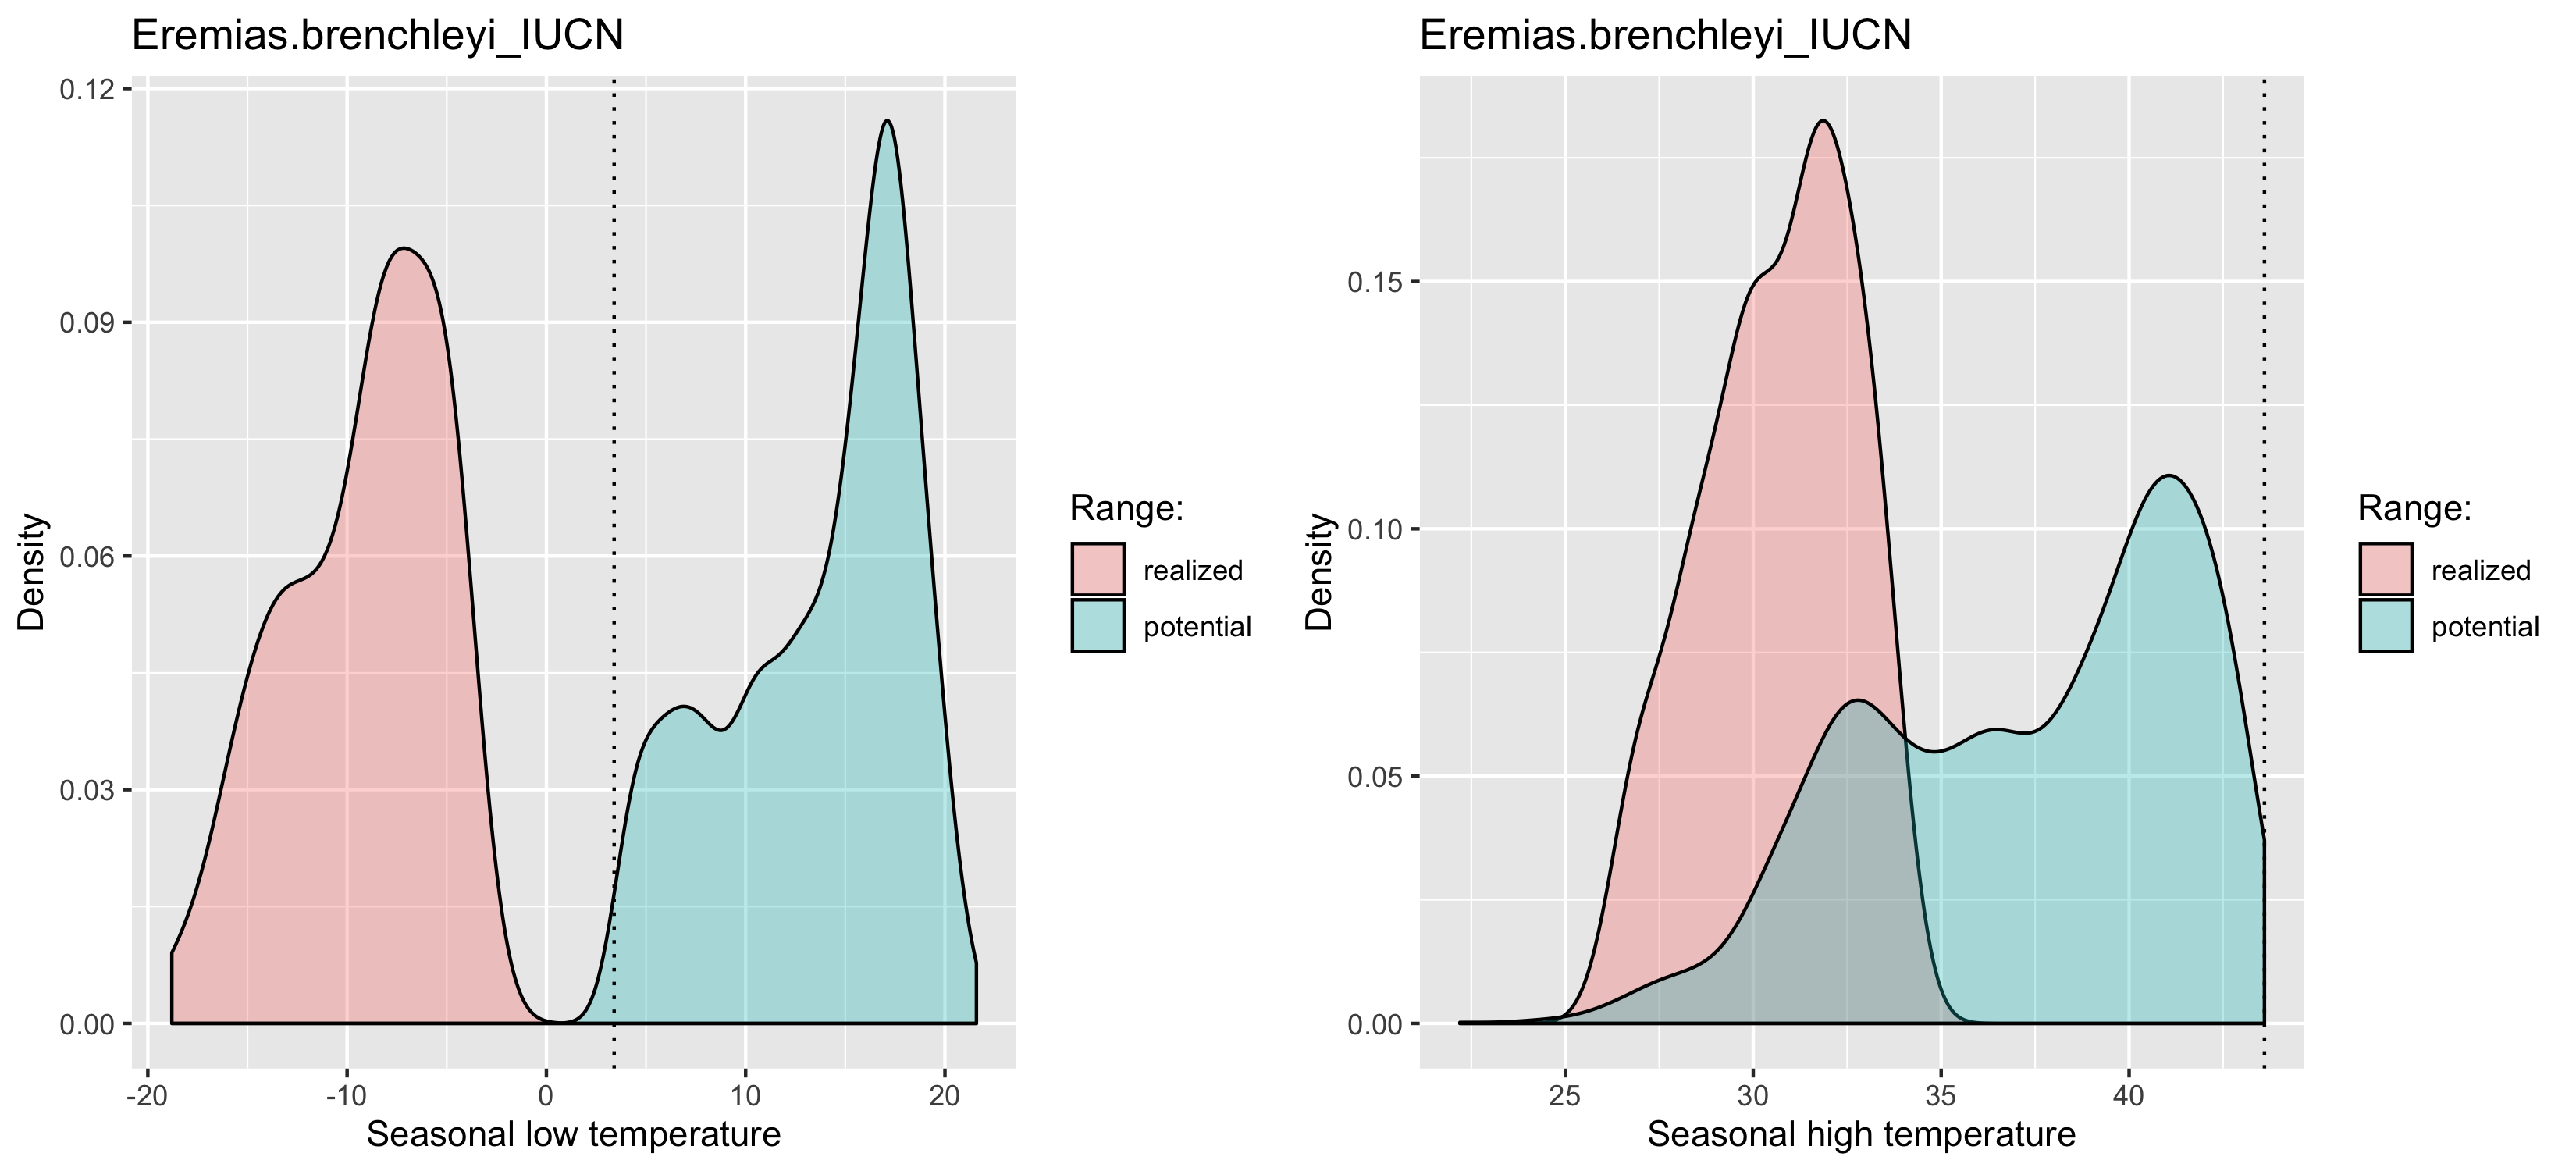 Eremias.brenchleyi_IUCN
0.12
0.09
0.06
0.03
0.00
Density
-20 -10 0 10 20
Seasonal low temperature
Range:
realized
potential
Eremias.brenchleyi_IUCN
0.15
0.10
0.05
0.00
Density
25 30 35 40
Seasonal high temperature
Range:
realized
potential